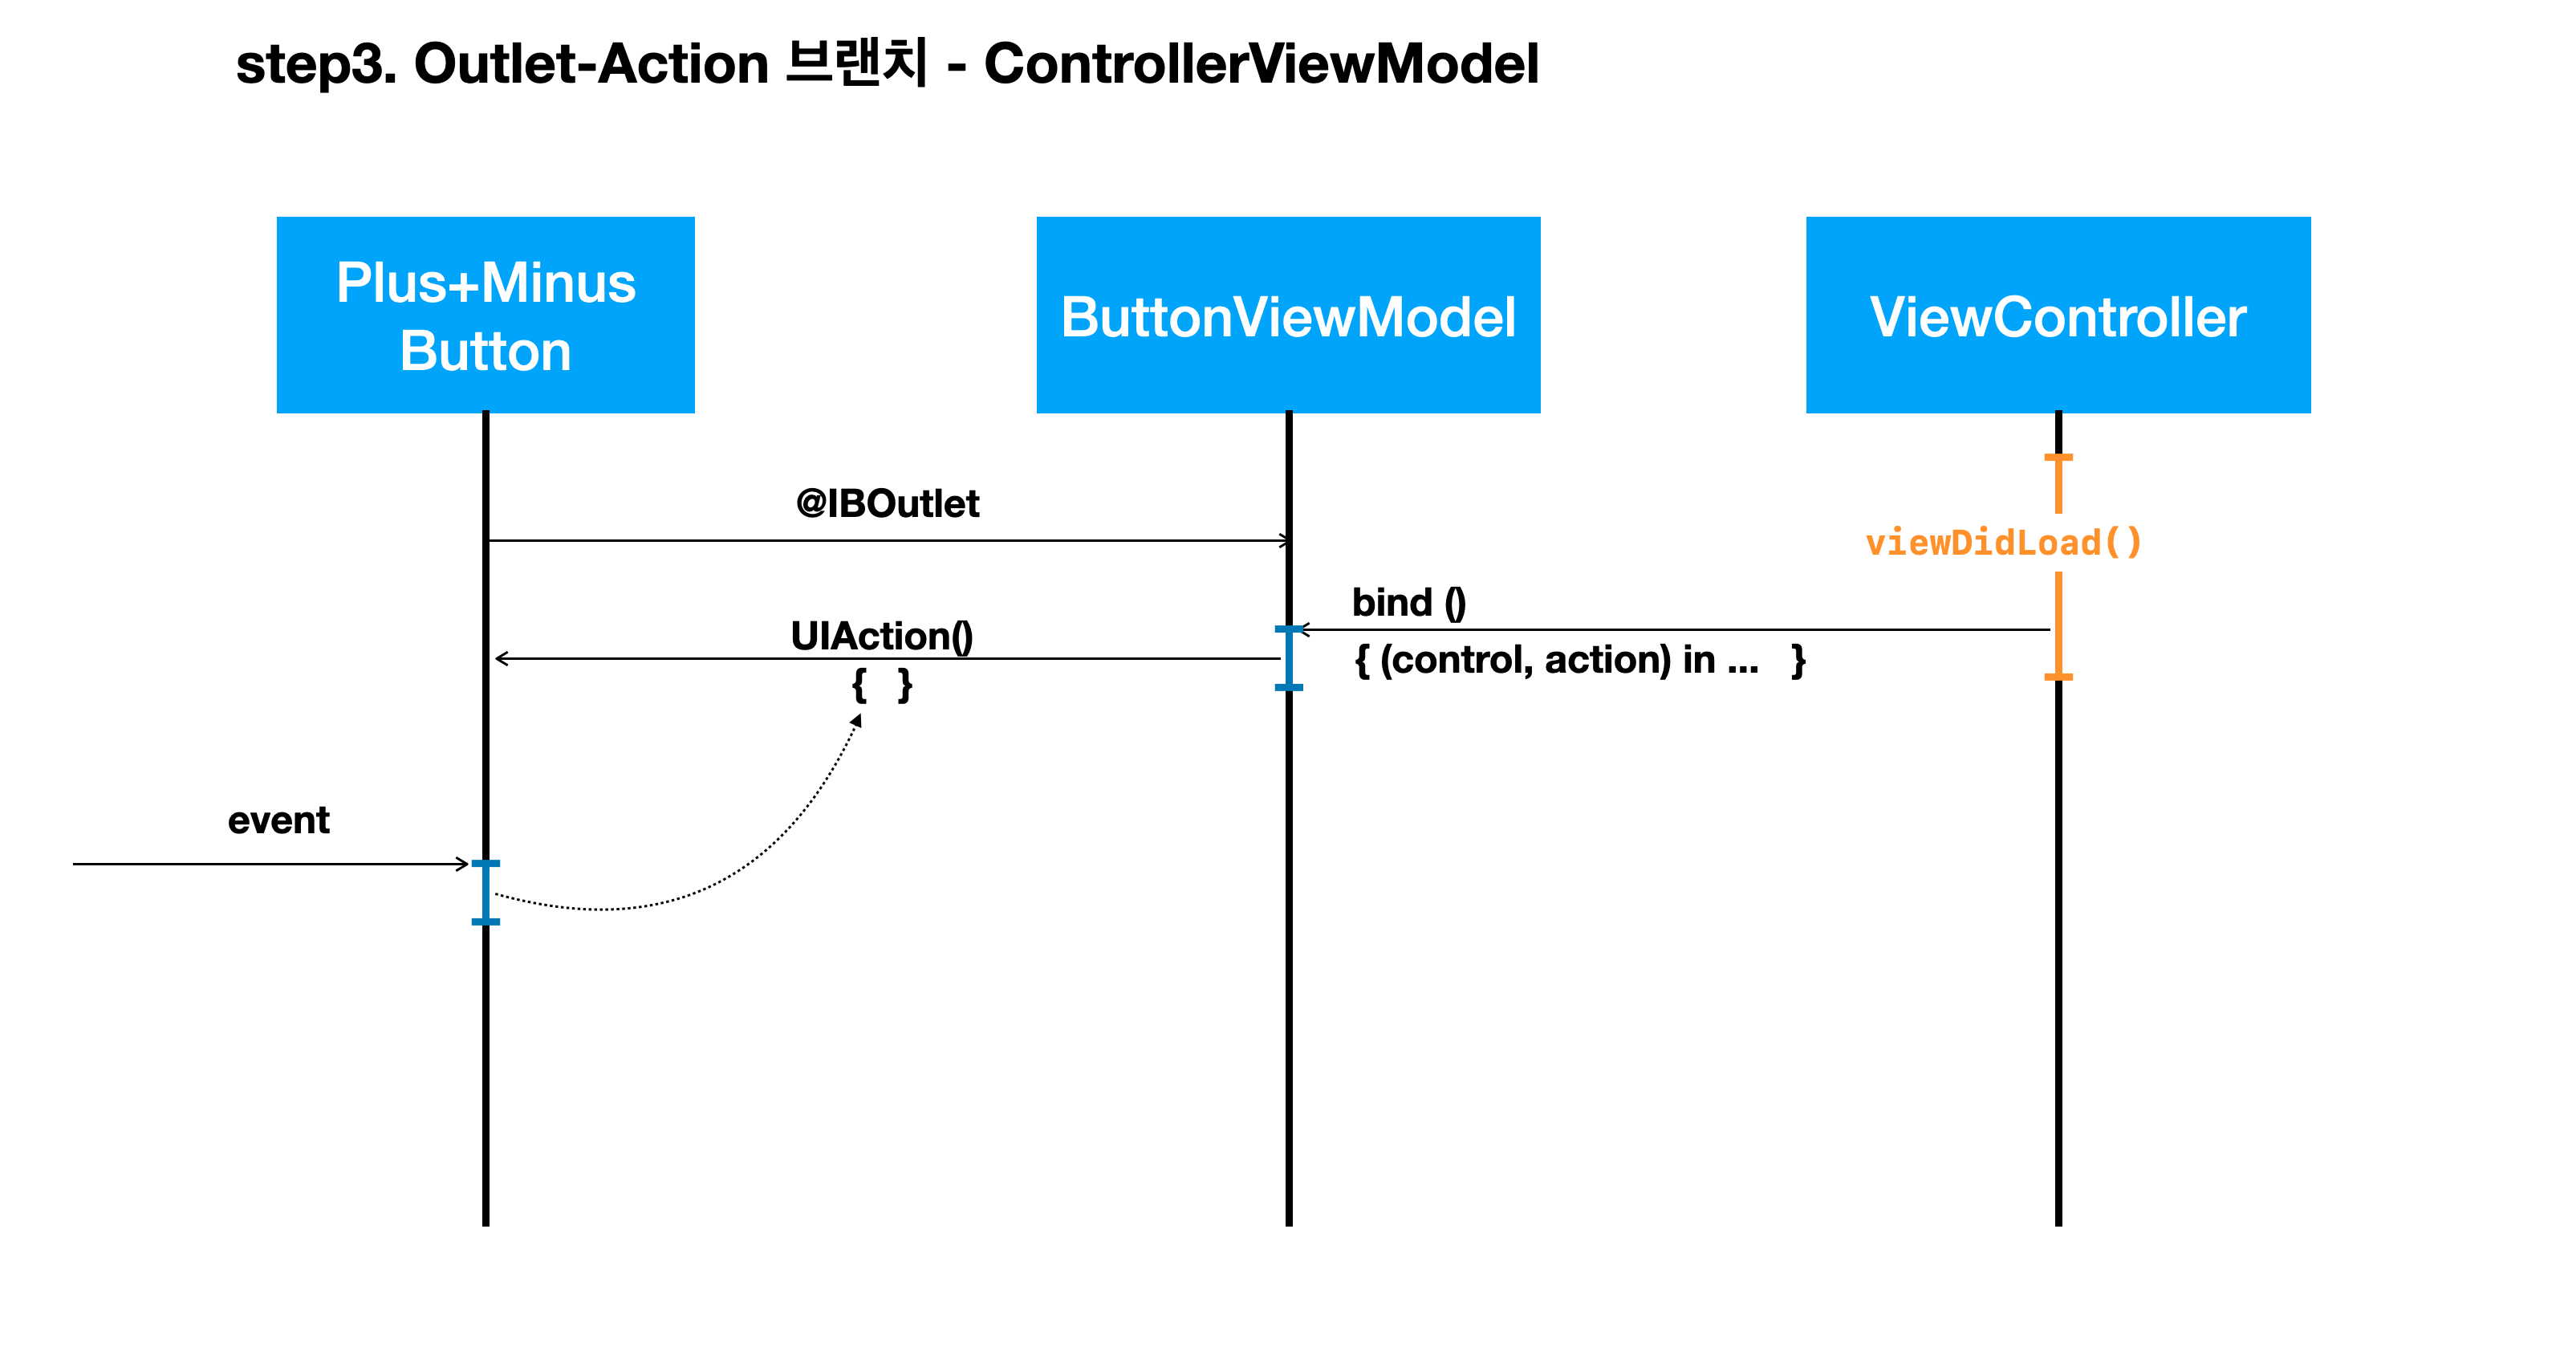 step3. Outlet-Action 브랜치 - ControllerViewModel
Plus+Minus
Button
ButtonViewModel
ViewController
@IBOutlet
viewDidLoad()
bind ()
UIAction()
{ (control, action) in ... }
{ }
event